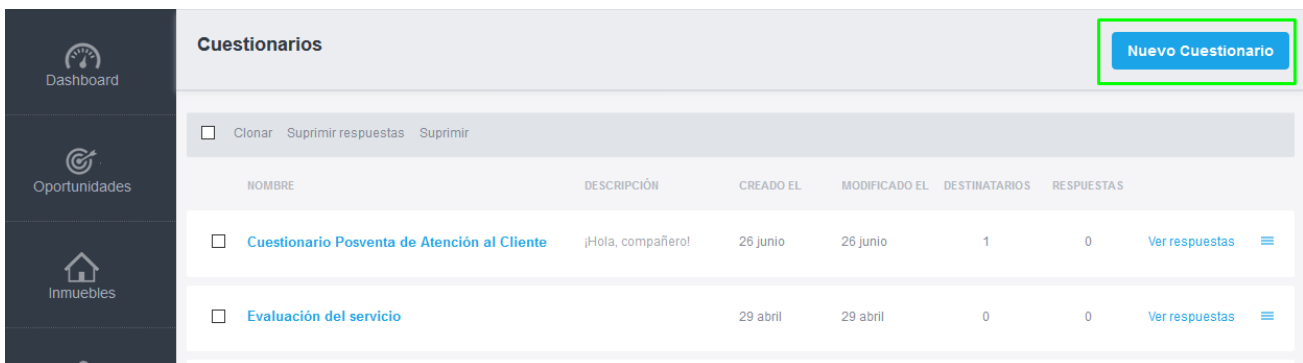 Cuestionarios
Nuevo Cuestionario
Dashboard
Clonar Suprimir respuestas Suprimir
Oportunidades
NOMBRE DESCRIPCIÓN CREADO EL MODIFICADO EL DESTINATARIOS RESPUESTAS
Cuestionario Posventa de Atención al Cliente ¡Hola, compañero! 26 junio 26 junio 1 0 Ver respuestas
Inmuebles
Evaluación del servicio 29 abril 29 abril 0 0 Ver respuestas